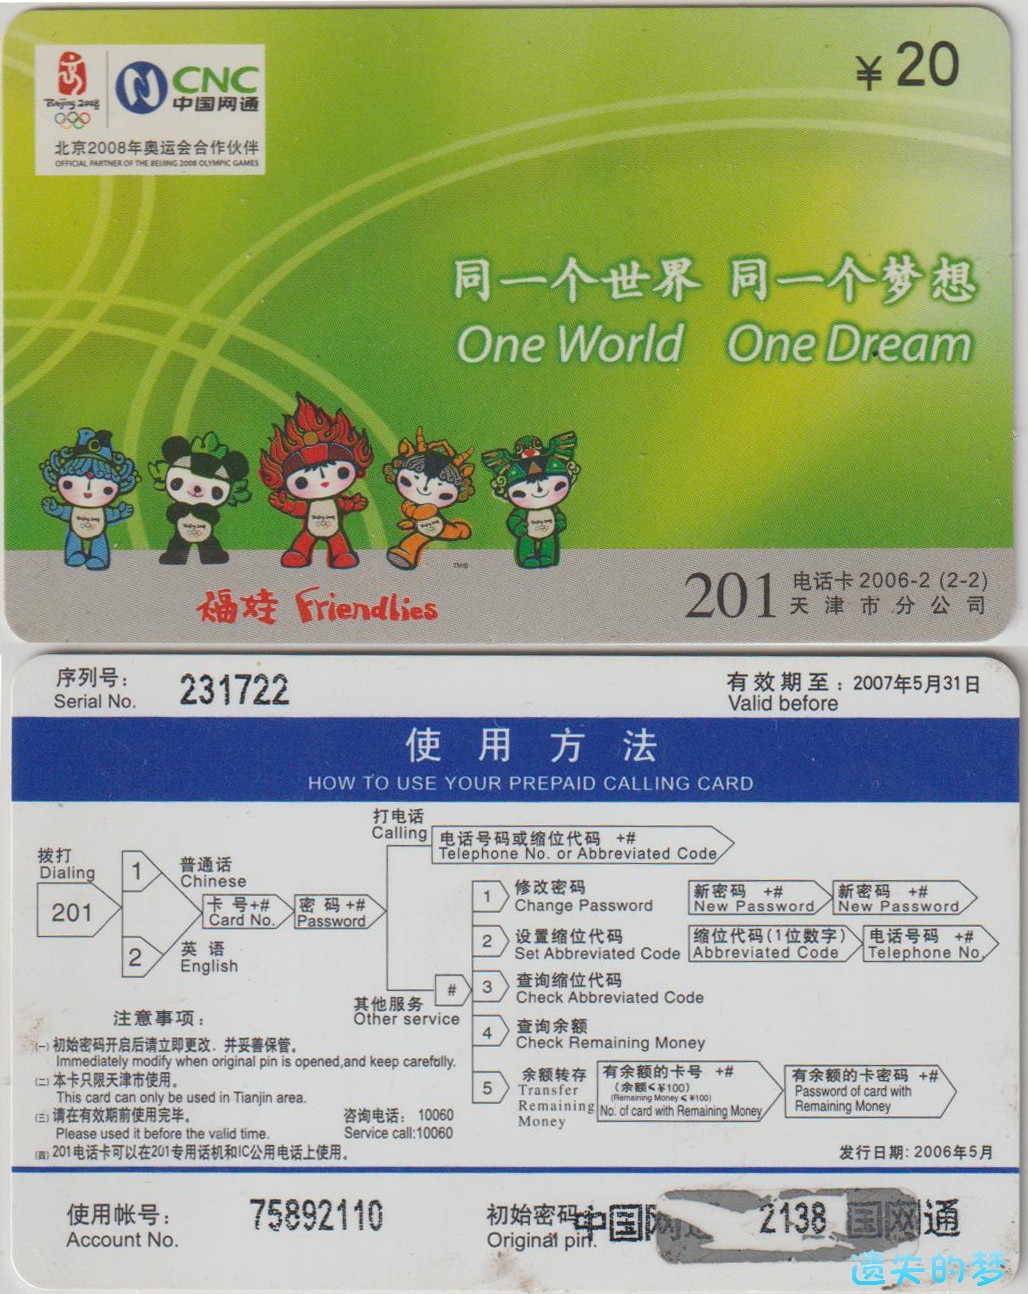 ¥20
Beijing 2008
CNC
中国网通
北京2008年奥运会合作伙伴
OFFICIAL PARTNER OF THE BEIJING 2008 OLYMPIC GAMES
同一个世界 同一个梦想
One World One Dream
TM©
福娃 Friendlies
201 电话卡 2006-2 (2-2)
天津市分公司
序列号: 231722
Serial No.
有效期至: 2007年5月31日
Valid before
使用方法
HOW TO USE YOUR PREPAID CALLING CARD
拨打
Dialing
201
1
普通话
Chinese
2
英语
English
卡号+#
Card No.
密码+#
Password
打电话
Calling
电话号码或缩位代码 +#
Telephone No. or Abbreviated Code
其他服务
Other service
#
1
修改密码
Change Password
新密码 +#
New Password
新密码 +#
New Password
2
设置缩位代码
Set Abbreviated Code
缩位代码(1位数字)
Abbreviated Code
电话号码 +#
Telephone No.
3
查询缩位代码
Check Abbreviated Code
4
查询余额
Check Remaining Money
5
余额转存
Transfer
Remaining
Money
有余额的卡号 +#
(余额≤¥100)
(Remaining Money≤¥100)
No. of card with Remaining Money
有余额的卡密码 +#
Password of card with
Remaining Money
注意事项:
(一)初始密码开启后请立即更改．并妥善保管。
Immediately modify when original pin is opened,and keep carefully.
(二)本卡只限天津市使用。
This card can only be used in Tianjin area.
(三)请在有效期前使用完毕。
Please used it before the valid time.
咨询电话: 10060
Service call:10060
(四)201电话卡可以在201专用话机和IC公用电话上使用。
发行日期: 2006年5月
使用帐号: 75892110
Account No.
初始密码 中国网通 2138 国网通
Original pin.
遗失的梦